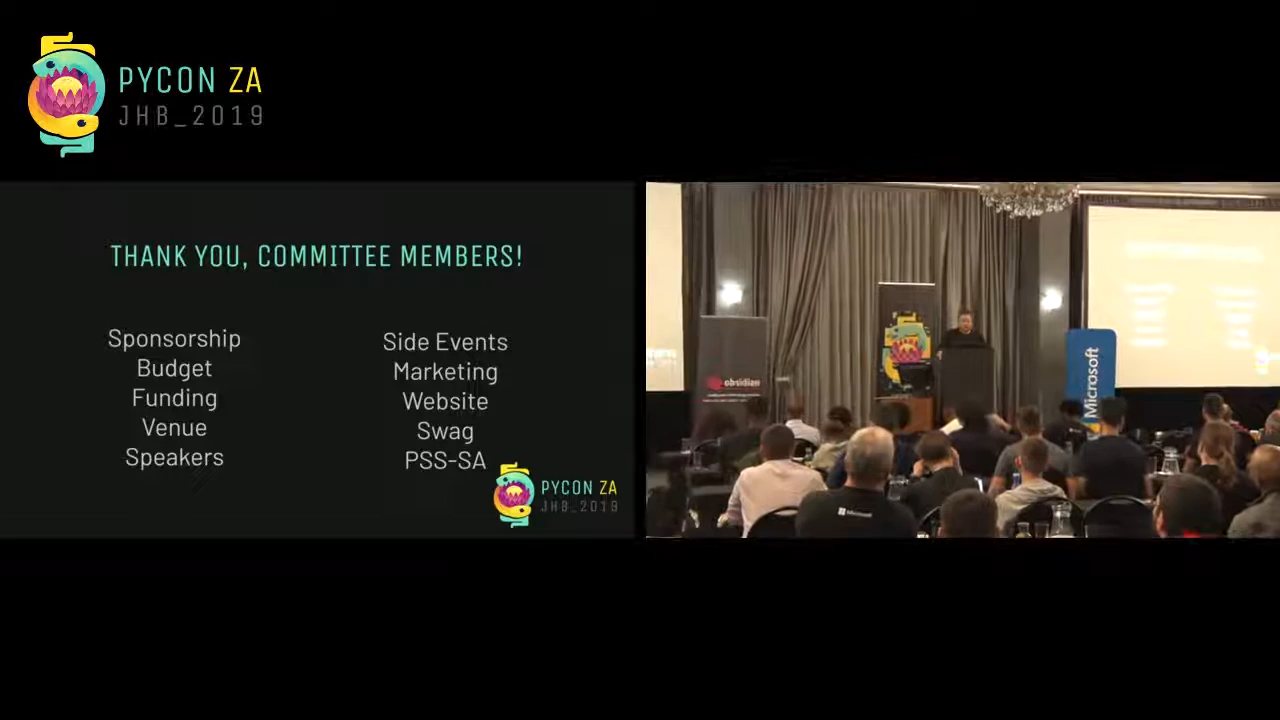 PYCON ZA
JHB_2019
THANK YOU, COMMITTEE MEMBERS!
Sponsorship
Budget
Funding
Venue
Speakers
Side Events
Marketing
Website
Swag
PSS-SA
PYCON ZA
JHB_2019
obsidian
Microsoft
Microsoft